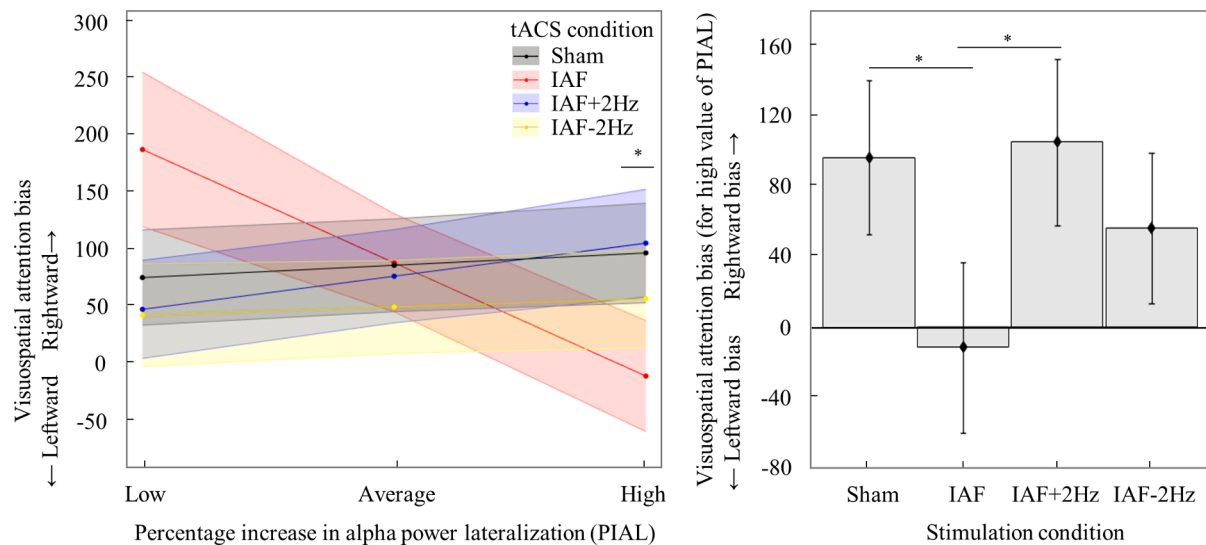 300
250
200
150
100
50
0
-50
Visuospatial attention bias
← Leftward Rightward→
tACS condition
Sham
IAF
IAF+2Hz
IAF-2Hz
*
Low Average High
Percentage increase in alpha power lateralization (PIAL)
Visuospatial attention bias (for high value of PIAL)
← Leftward bias Rightward bias →
160
120
80
40
0
-40
-80
* *
Sham IAF IAF+2Hz IAF-2Hz
Stimulation condition